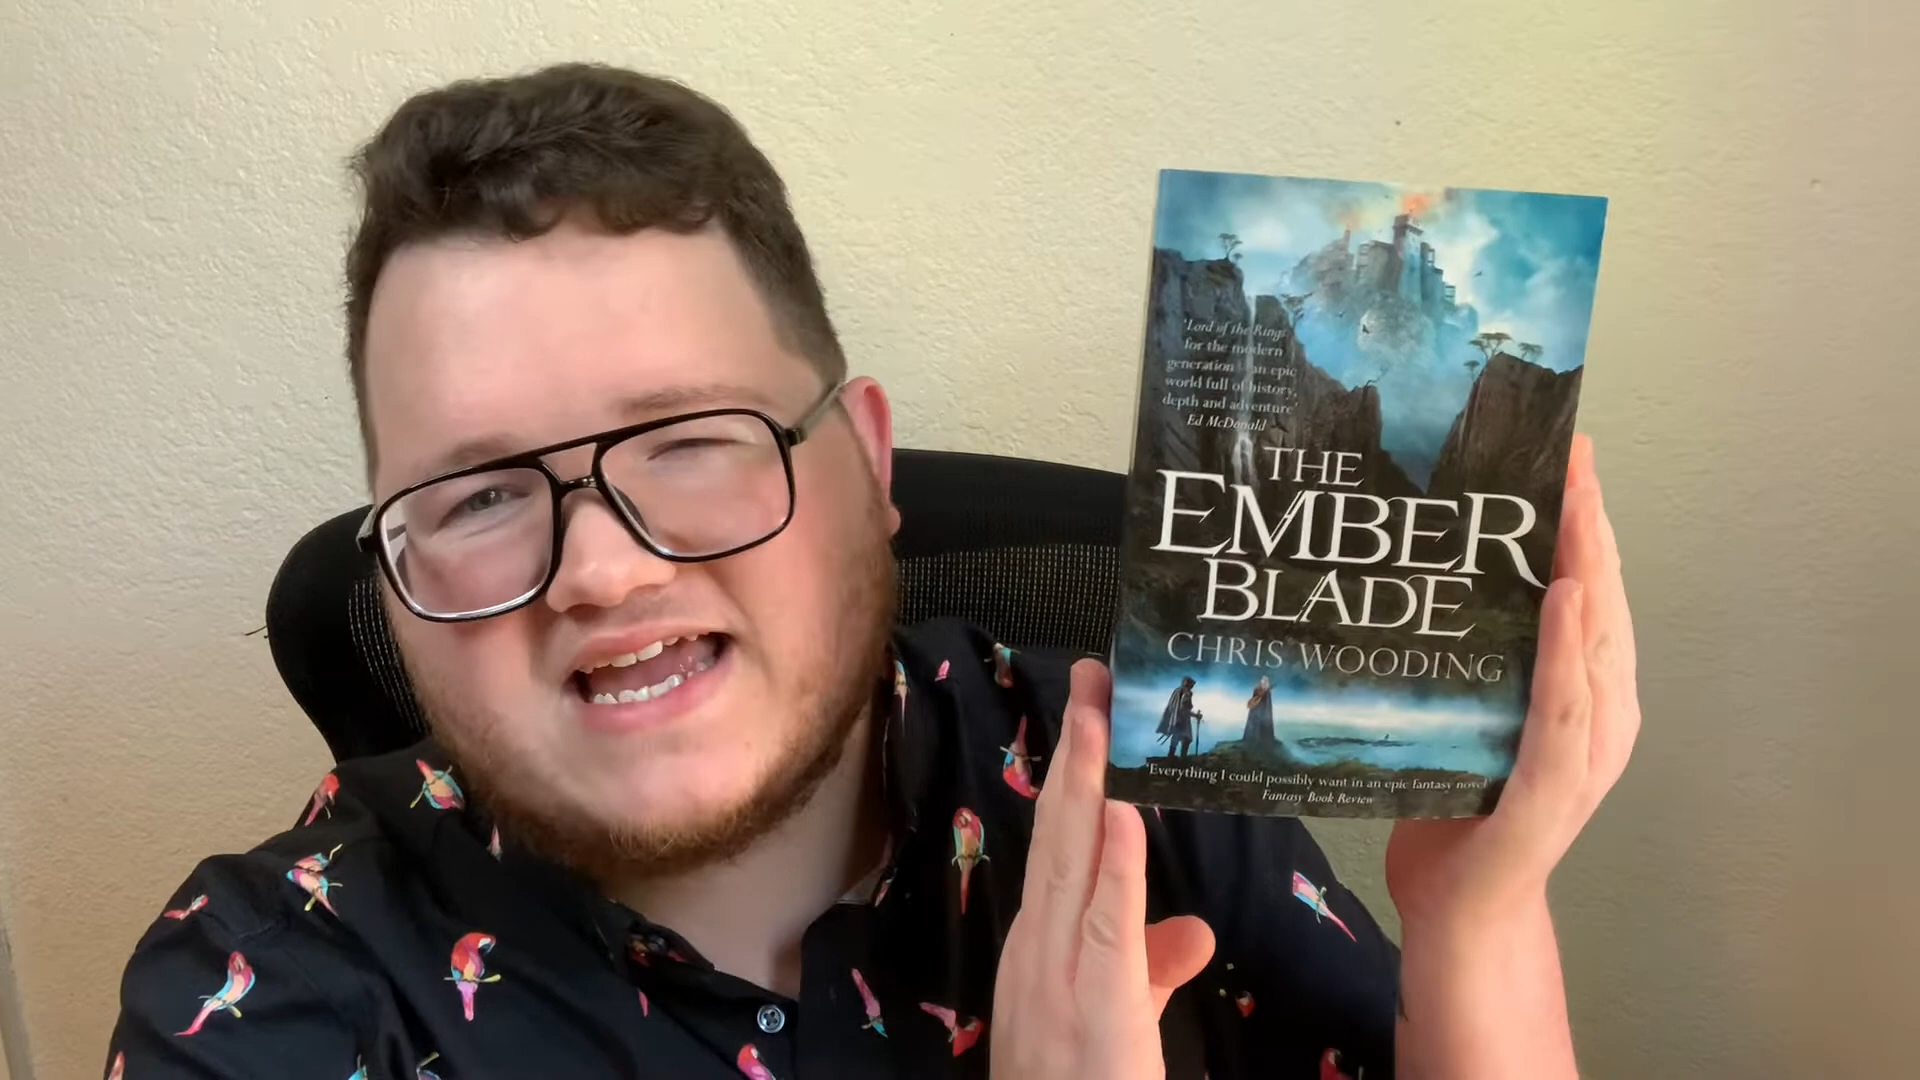 'Lord of the Rings
for the modern
generation – an epic
world full of history,
depth and adventure'
Ed McDonald
THE
EMBER
BLADE
CHRIS WOODING
'Everything I could possibly want in an epic fantasy novel'
Fantasy Book Review